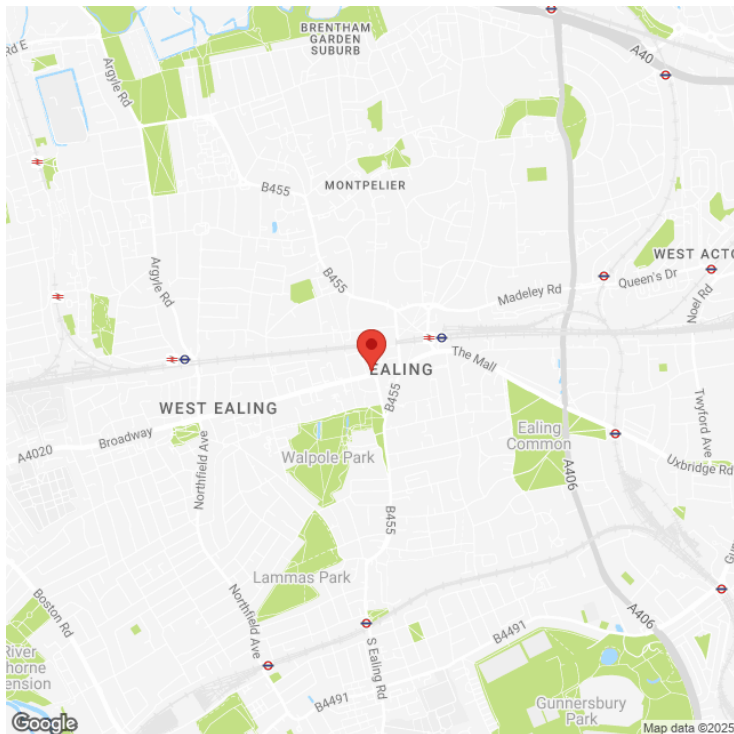 BRENTHAM
GARDEN
SUBURB
Rd E
A40
Argyle Rd
B455
MONTPELIER
WEST ACTO
Queen's Dr
Madeley Rd
Noel Rd
Argyle Rd
B455
The Mall
EALING
B455
WEST EALING
Broadway
A4020
Northfield Ave
Walpole Park
Ealing
Common
Twyford Ave
Uxbridge Rd
A406
B455
Lammas Park
Boston Rd
Northfield Ave
S Ealing Rd
B4491
A406
Gun
River
thorne
ension
B4491
Gunnersbury
Park
Google
Map data ©2025